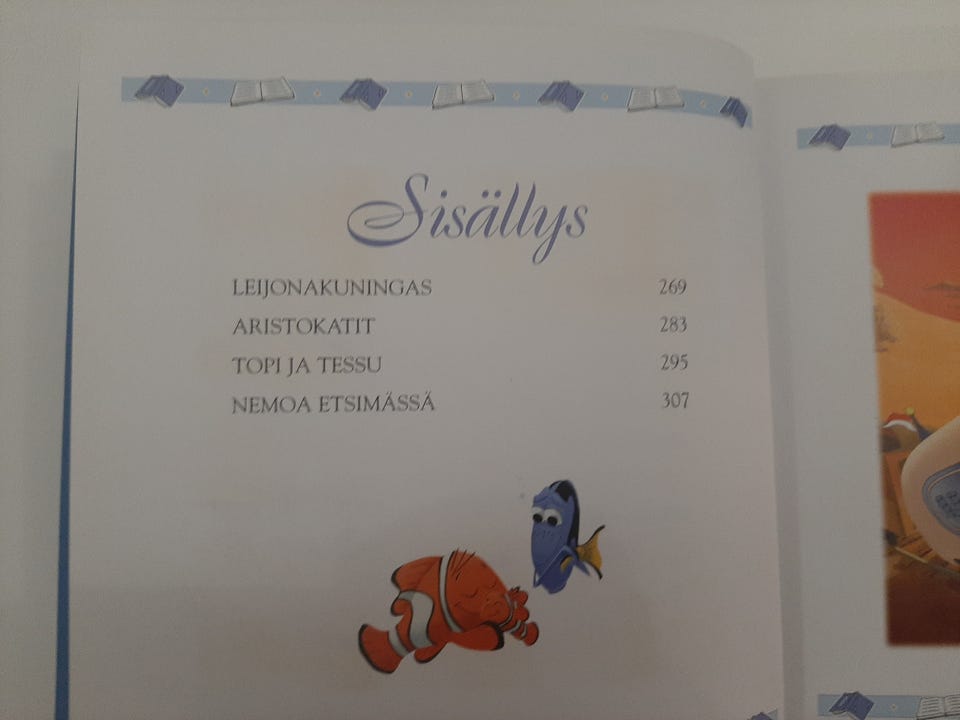 Sisällys
LEIJONAKUNINGAS 269
ARISTOKATIT 283
TOPI JA TESSU 295
NEMOA ETSIMÄSSÄ 307